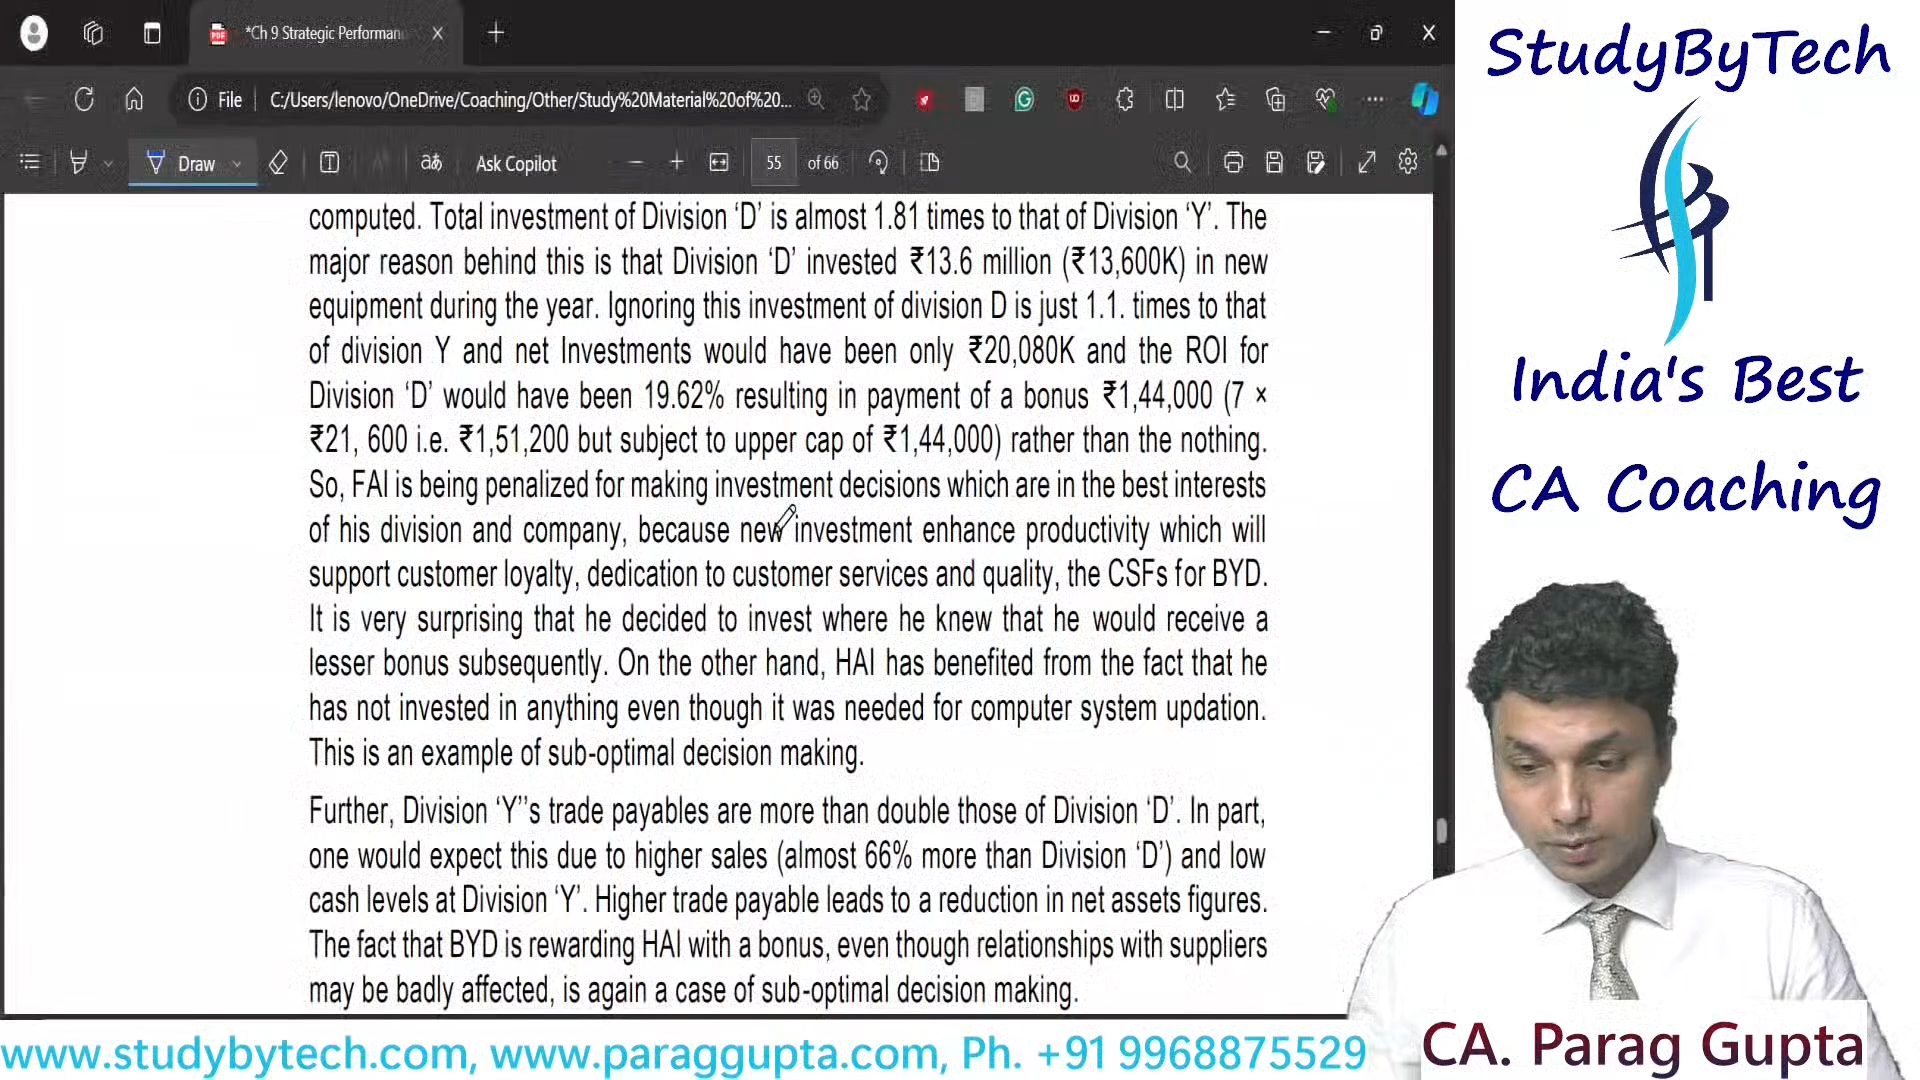 *Ch 9 Strategic Performan
File
C:/Users/lenovo/OneDrive/Coaching/Other/Study%20Material%20of%20...
Draw
Ask Copilot
55
of 66
computed. Total investment of Division ‘D’ is almost 1.81 times to that of Division ‘Y’. The
major reason behind this is that Division ‘D’ invested ₹13.6 million (₹13,600K) in new
equipment during the year. Ignoring this investment of division D is just 1.1. times to that
of division Y and net Investments would have been only ₹20,080K and the ROI for
Division ‘D’ would have been 19.62% resulting in payment of a bonus ₹1,44,000 (7 ×
₹21, 600 i.e. ₹1,51,200 but subject to upper cap of ₹1,44,000) rather than the nothing.
So, FAI is being penalized for making investment decisions which are in the best interests
of his division and company, because new investment enhance productivity which will
support customer loyalty, dedication to customer services and quality, the CSFs for BYD.
It is very surprising that he decided to invest where he knew that he would receive a
lesser bonus subsequently. On the other hand, HAI has benefited from the fact that he
has not invested in anything even though it was needed for computer system updation.
This is an example of sub-optimal decision making.
Further, Division ‘Y’’s trade payables are more than double those of Division ‘D’. In part,
one would expect this due to higher sales (almost 66% more than Division ‘D’) and low
cash levels at Division ‘Y’. Higher trade payable leads to a reduction in net assets figures.
The fact that BYD is rewarding HAI with a bonus, even though relationships with suppliers
may be badly affected, is again a case of sub-optimal decision making.
StudyByTech
India's Best
CA Coaching
www.studybytech.com, www.paraggupta.com, Ph. +91 9968875529
CA. Parag Gupta